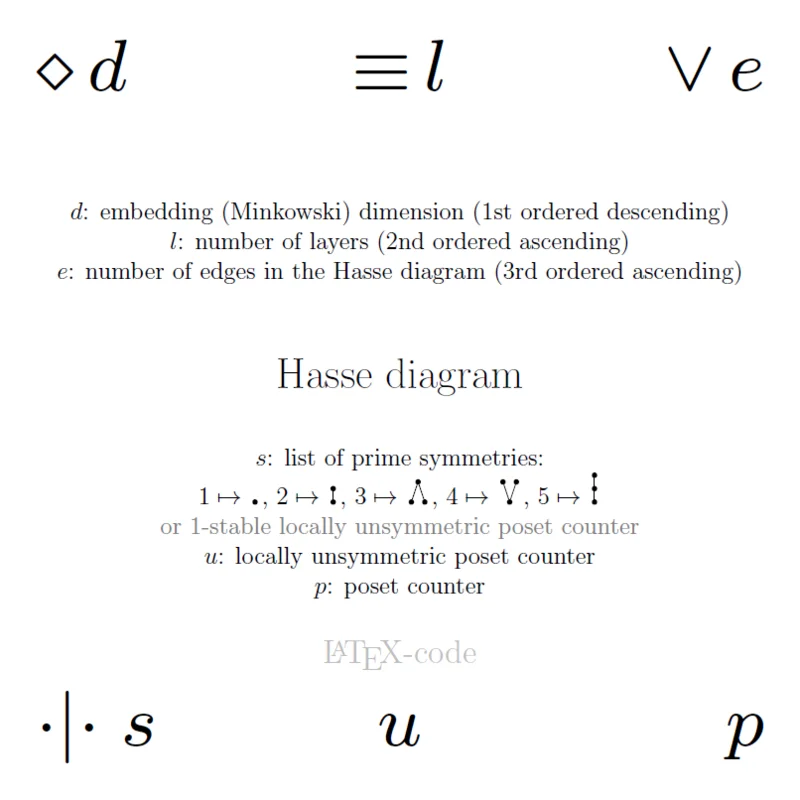 ⋄ d ≡ l ∨ e
d: embedding (Minkowski) dimension (1st ordered descending)
l: number of layers (2nd ordered ascending)
e: number of edges in the Hasse diagram (3rd ordered ascending)
Hasse diagram
s: list of prime symmetries:
1 ↦ , 2 ↦ , 3 ↦ , 4 ↦ , 5 ↦
or 1-stable locally unsymmetric poset counter
u: locally unsymmetric poset counter
p: poset counter
LATEX-code
·|· s u p